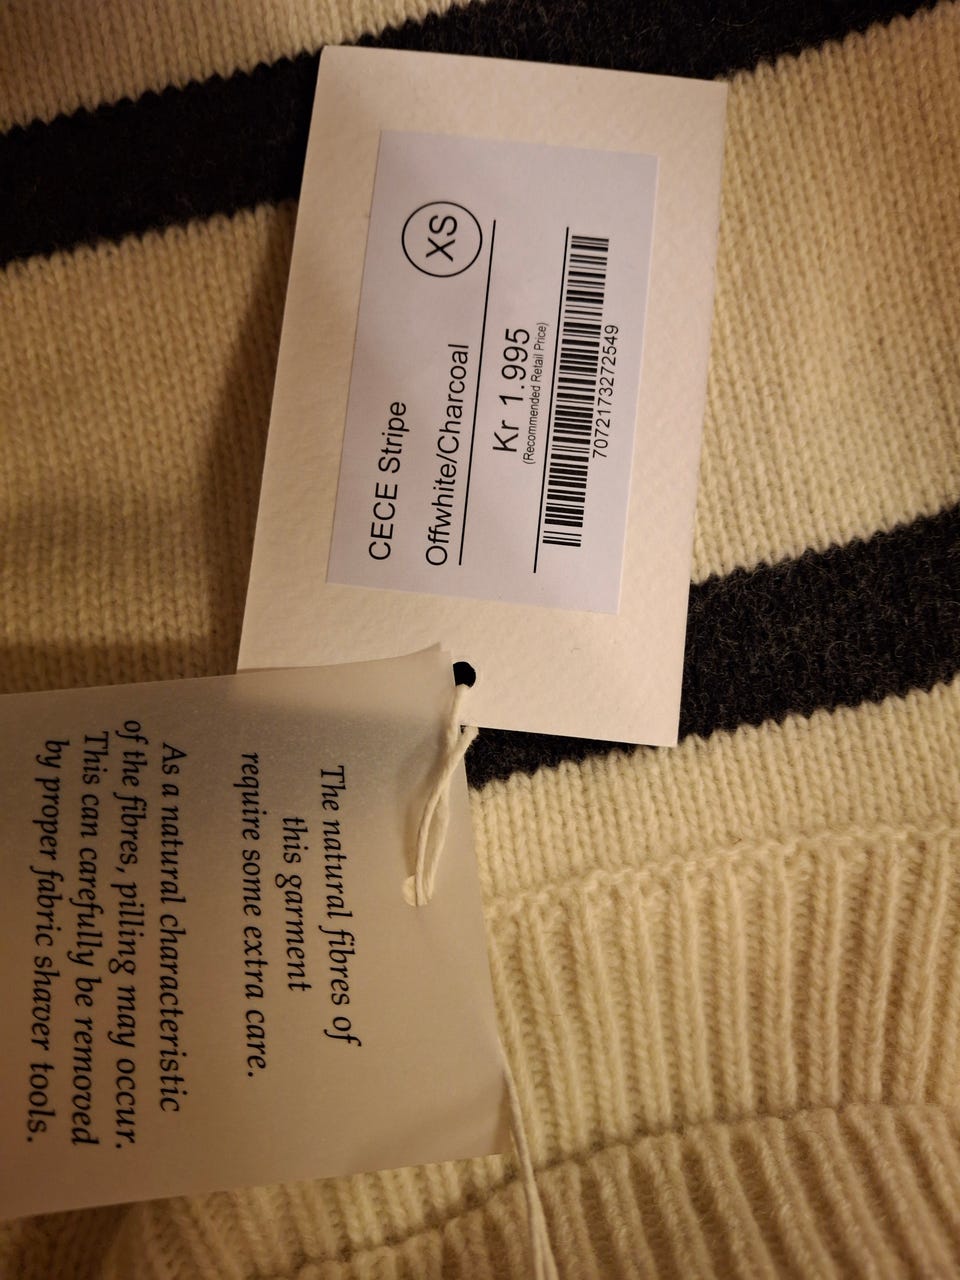 CECE Stripe
XS
Offwhite/Charcoal
Kr 1.995
(Recommended Retail Price)
7072173272549
The natural fibres of
this garment
require some extra care.
As a natural characteristic
of the fibres, pilling may occur.
This can carefully be removed
by proper fabric shaver tools.